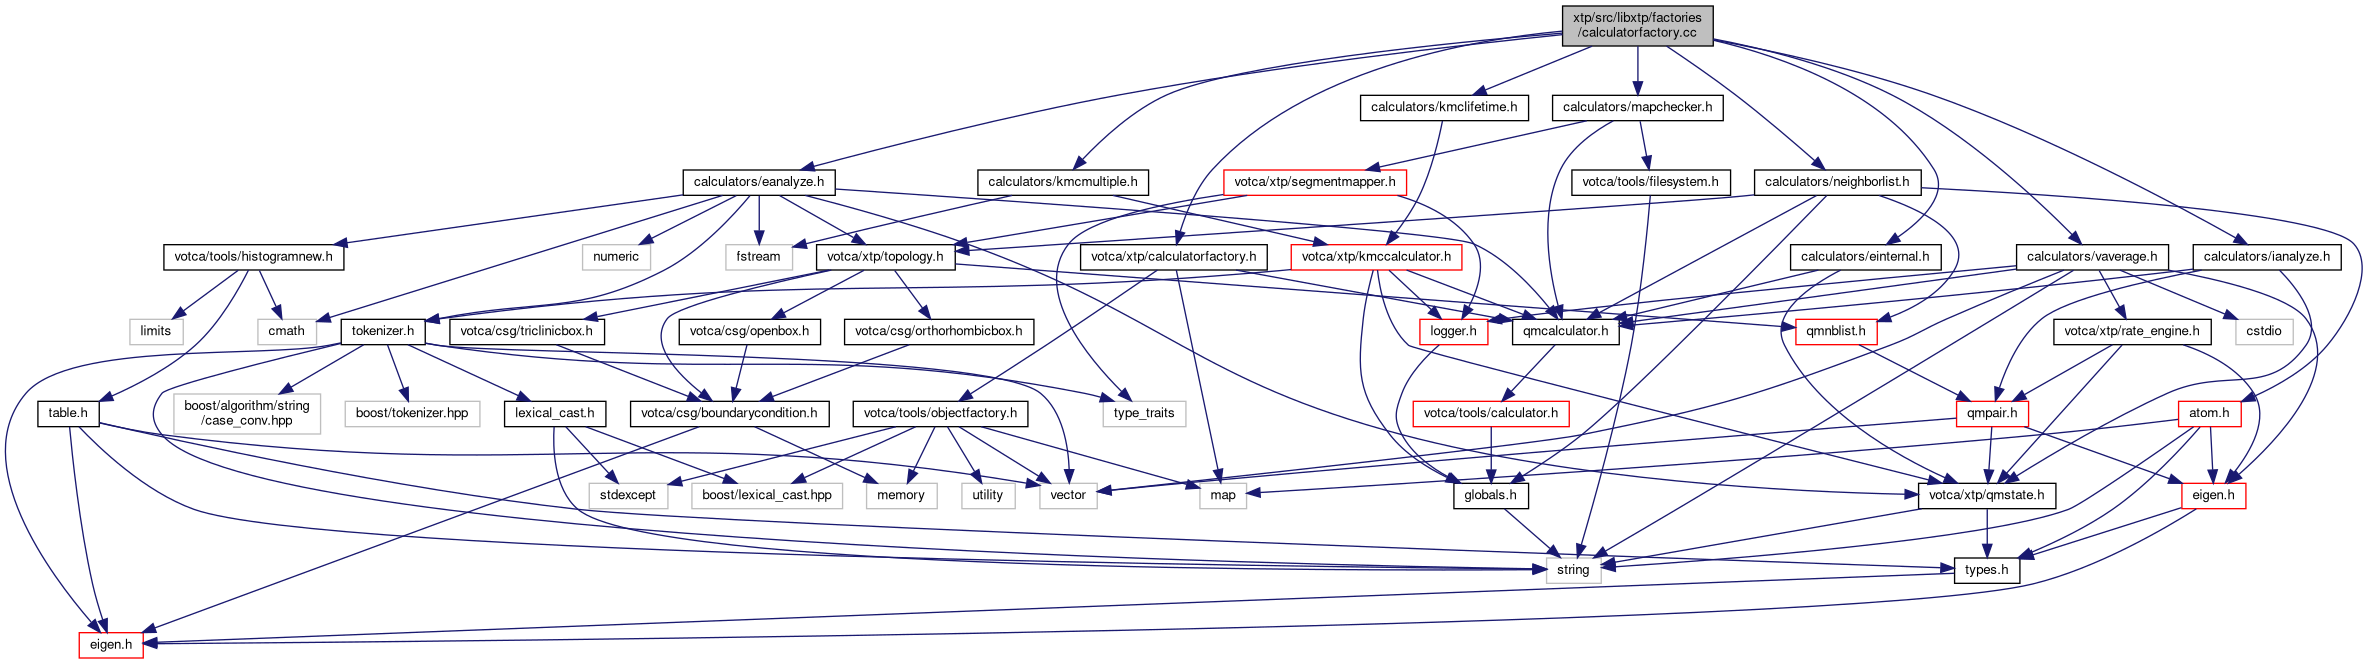 xtp/src/libxtp/factories
/calculatorfactory.cc
calculators/kmclifetime.h
calculators/mapchecker.h
calculators/eanalyze.h
calculators/kmcmultiple.h
votca/xtp/segmentmapper.h
votca/tools/filesystem.h
calculators/neighborlist.h
votca/tools/histogramnew.h
numeric
fstream
votca/xtp/topology.h
votca/xtp/calculatorfactory.h
votca/xtp/kmccalculator.h
calculators/einternal.h
calculators/vaverage.h
calculators/ianalyze.h
limits
cmath
tokenizer.h
votca/csg/triclinicbox.h
votca/csg/openbox.h
votca/csg/orthorhombicbox.h
logger.h
qmcalculator.h
qmnblist.h
votca/xtp/rate_engine.h
cstdio
table.h
boost/algorithm/string
/case_conv.hpp
boost/tokenizer.hpp
lexical_cast.h
votca/csg/boundarycondition.h
votca/tools/objectfactory.h
type_traits
votca/tools/calculator.h
qmpair.h
atom.h
stdexcept
boost/lexical_cast.hpp
memory
utility
vector
map
globals.h
votca/xtp/qmstate.h
eigen.h
string
types.h
eigen.h